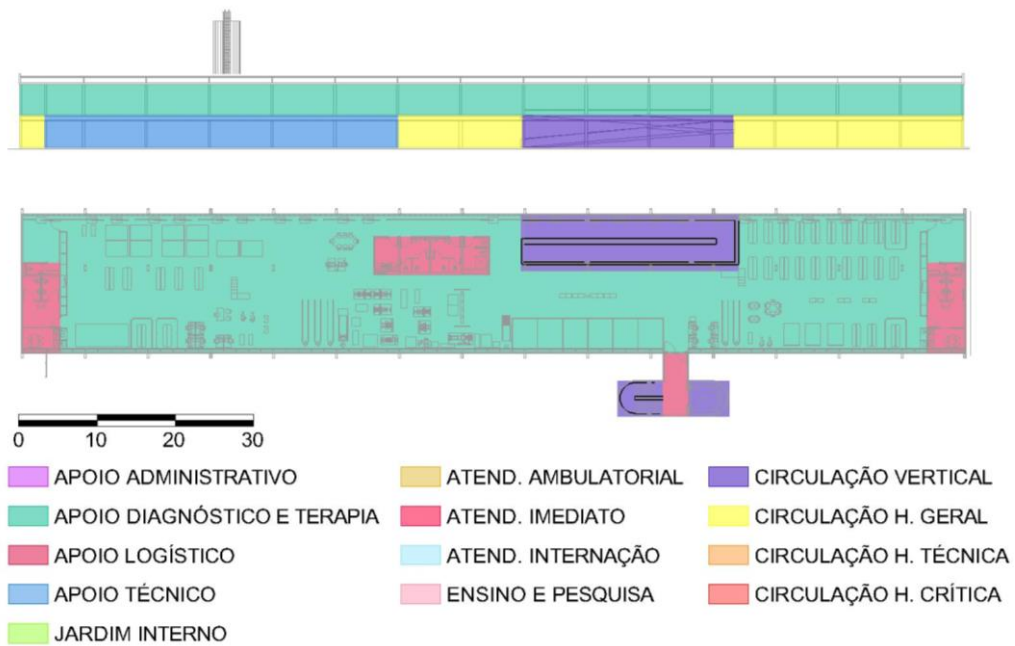 0 10 20 30
APOIO ADMINISTRATIVO
APOIO DIAGNÓSTICO E TERAPIA
APOIO LOGÍSTICO
APOIO TÉCNICO
JARDIM INTERNO
ATEND. AMBULATORIAL
ATEND. IMEDIATO
ATEND. INTERNAÇÃO
ENSINO E PESQUISA
CIRCULAÇÃO VERTICAL
CIRCULAÇÃO H. GERAL
CIRCULAÇÃO H. TÉCNICA
CIRCULAÇÃO H. CRÍTICA